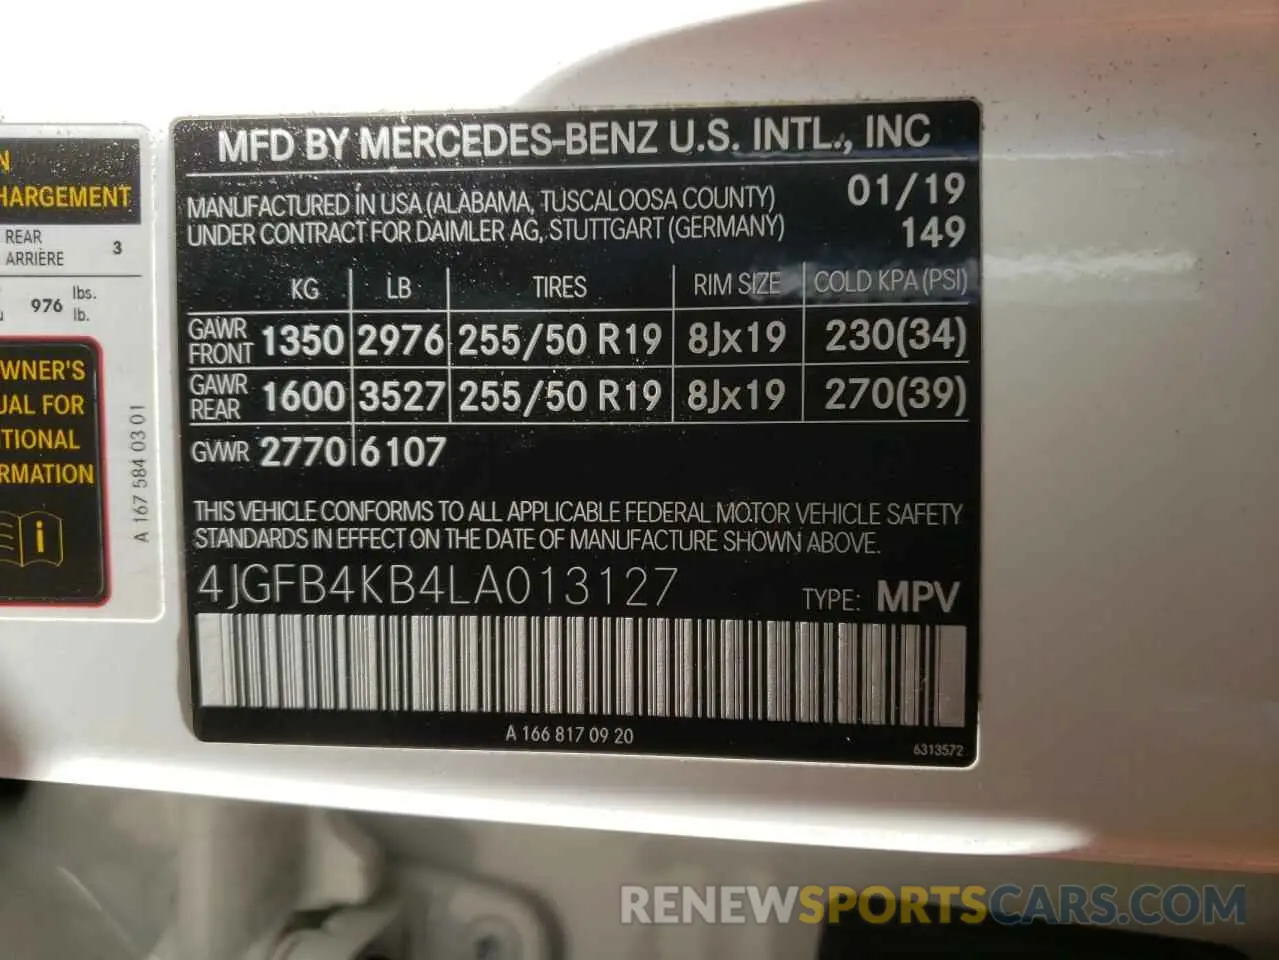 N
HARGEMENT
REAR
ARRIÈRE
3
976 lbs.
lb.
WNER'S
UAL FOR
ITIONAL
RMATION
i
A 167 584 03 01
MFD BY MERCEDES-BENZ U.S. INTL., INC
MANUFACTURED IN USA (ALABAMA, TUSCALOOSA COUNTY) 01/19
UNDER CONTRACT FOR DAIMLER AG, STUTTGART (GERMANY) 149
KG LB TIRES RIM SIZE COLD KPA (PSI)
GAWR FRONT 1350 2976 255/50 R19 8Jx19 230(34)
GAWR REAR 1600 3527 255/50 R19 8Jx19 270(39)
GVWR 2770 6107
THIS VEHICLE CONFORMS TO ALL APPLICABLE FEDERAL MOTOR VEHICLE SAFETY
STANDARDS IN EFFECT ON THE DATE OF MANUFACTURE SHOWN ABOVE.
4JGFB4KB4LA013127 TYPE: MPV
A 166 817 09 20
6313572
RENEWSPORTSCARS.COM